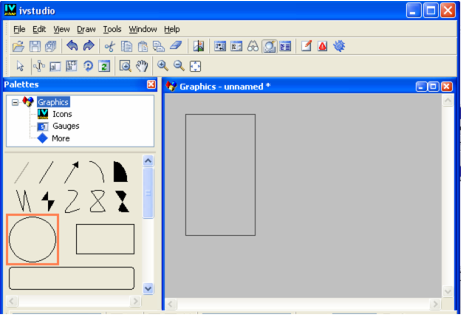 ivstudio
File Edit View Draw Tools Window Help
Palettes
Graphics
Icons
Gauges
More
Graphics - unnamed *